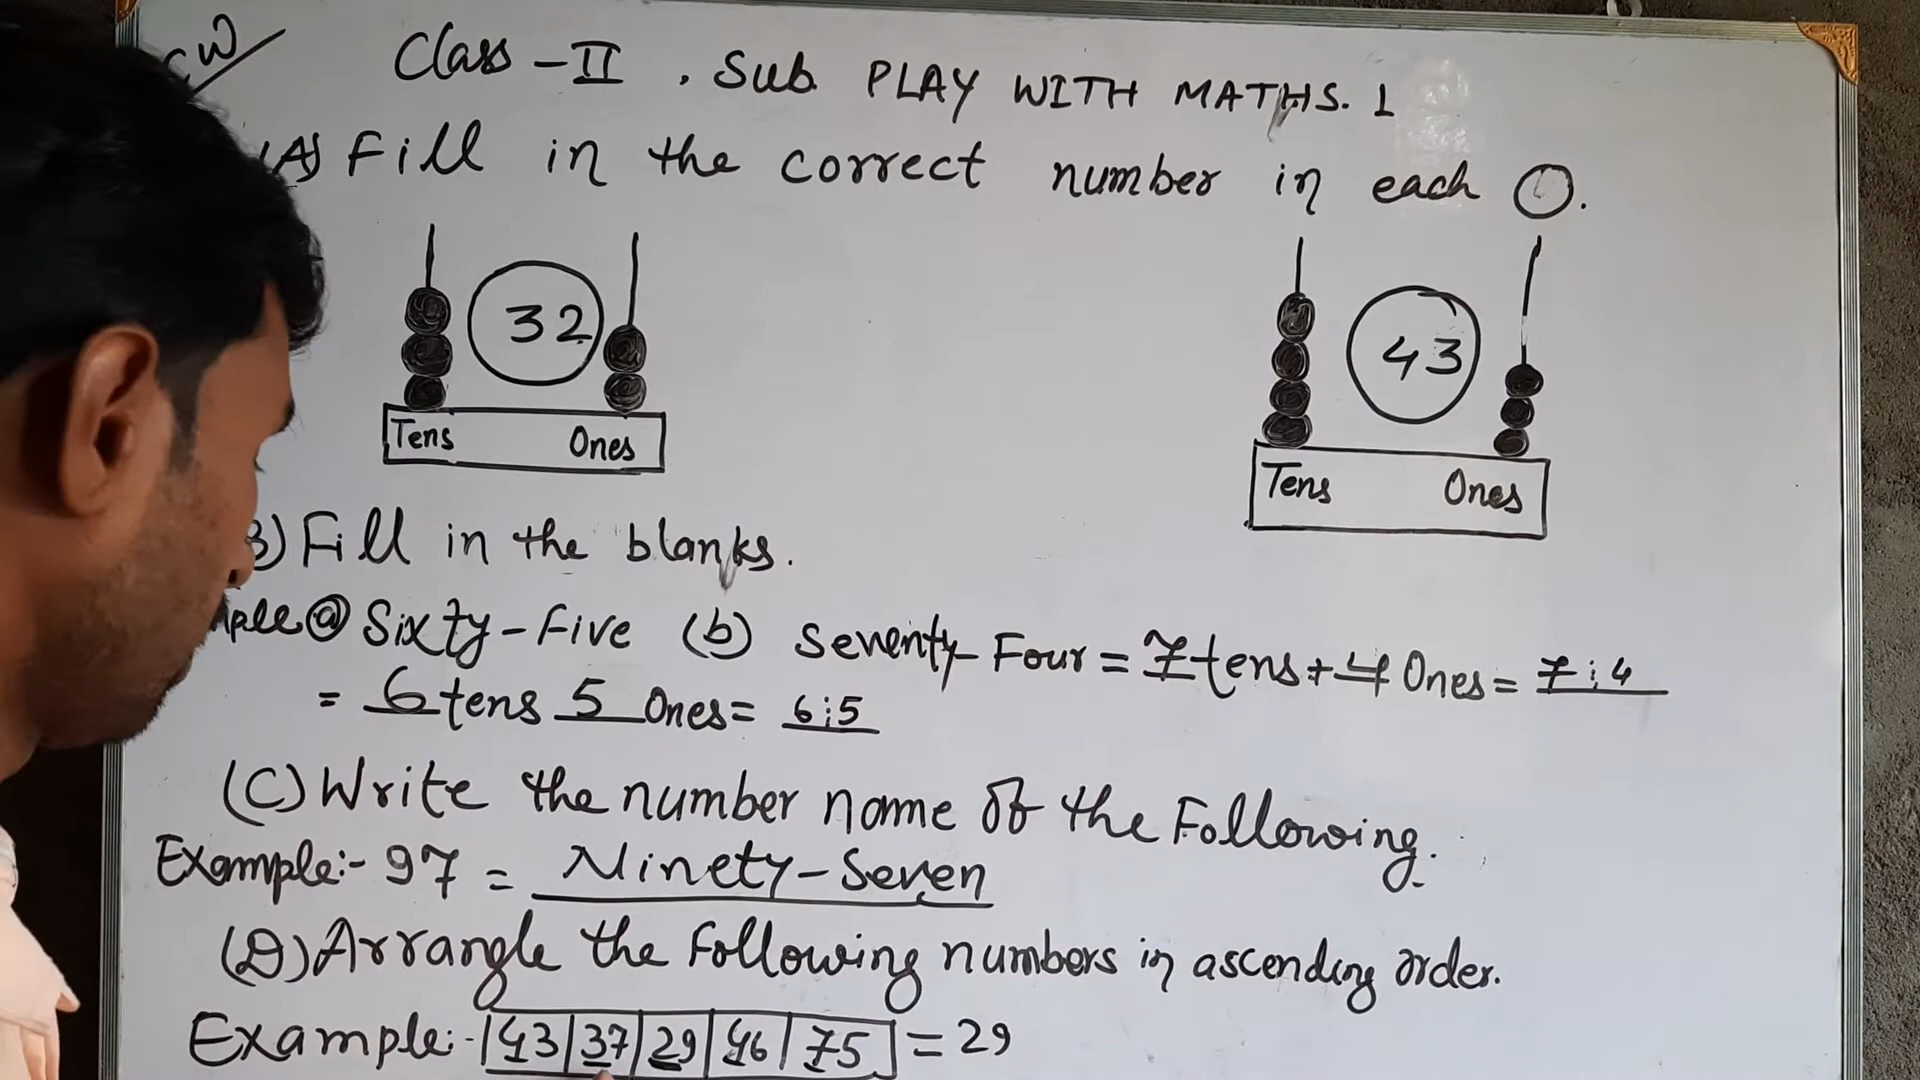 CW
Class - II . Sub PLAY WITH MATHS. 1
(A) Fill in the correct number in each O.
32
43
Tens Ones
Tens Ones
B) Fill in the blanks.
mple @ Sixty-Five (b) Seventy-Four = 7 tens + 4 Ones = 7:4
= 6 tens 5 Ones = 6:5
(C) Write the number name of the Following.
Example:- 97 = Ninety-Seven
(D) Arrangle the Following numbers in ascending order.
Example:- |43|37|29|46|75| = 29